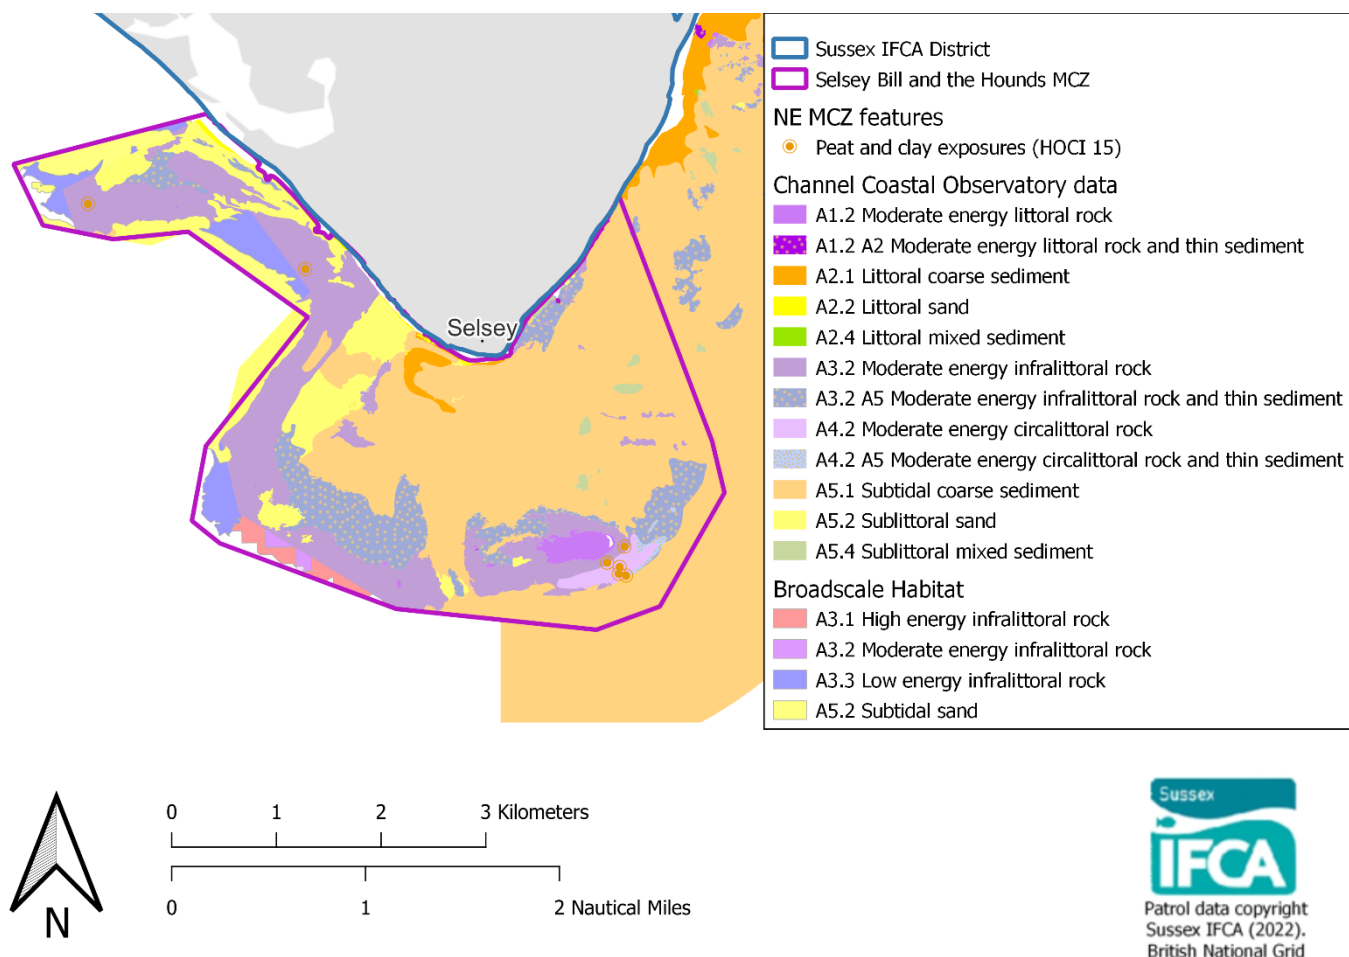 Selsey
Sussex IFCA District
Selsey Bill and the Hounds MCZ
NE MCZ features
Peat and clay exposures (HOCI 15)
Channel Coastal Observatory data
A1.2 Moderate energy littoral rock
A1.2 A2 Moderate energy littoral rock and thin sediment
A2.1 Littoral coarse sediment
A2.2 Littoral sand
A2.4 Littoral mixed sediment
A3.2 Moderate energy infralittoral rock
A3.2 A5 Moderate energy infralittoral rock and thin sediment
A4.2 Moderate energy circalittoral rock
A4.2 A5 Moderate energy circalittoral rock and thin sediment
A5.1 Subtidal coarse sediment
A5.2 Sublittoral sand
A5.4 Sublittoral mixed sediment
Broadscale Habitat
A3.1 High energy infralittoral rock
A3.2 Moderate energy infralittoral rock
A3.3 Low energy infralittoral rock
A5.2 Subtidal sand
N
0 1 2 3 Kilometers
0 1 2 Nautical Miles
Sussex
IFCA
Patrol data copyright
Sussex IFCA (2022).
British National Grid